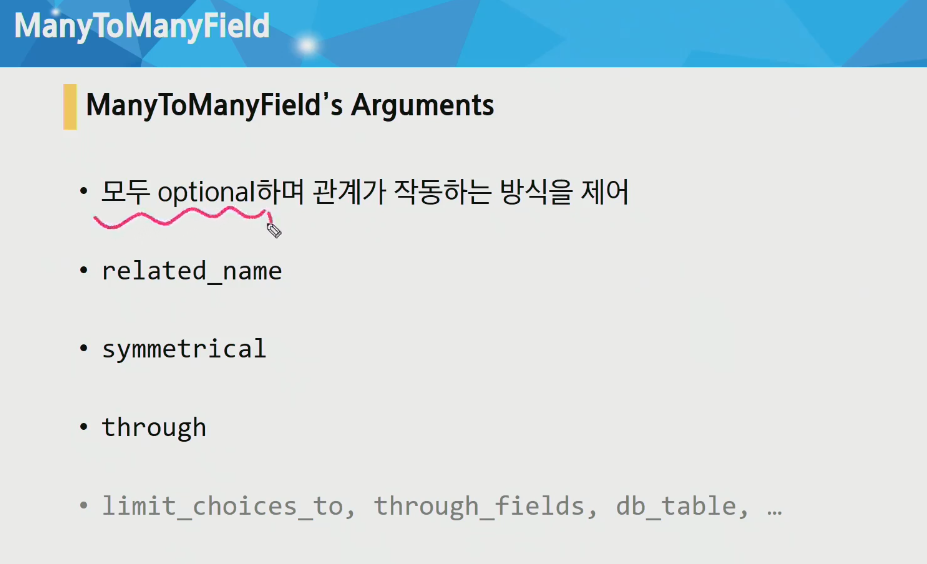 ManyToManyField
ManyToManyField's Arguments
• 모두 optional하며 관계가 작동하는 방식을 제어
• related_name
• symmetrical
• through
• limit_choices_to, through_fields, db_table, …